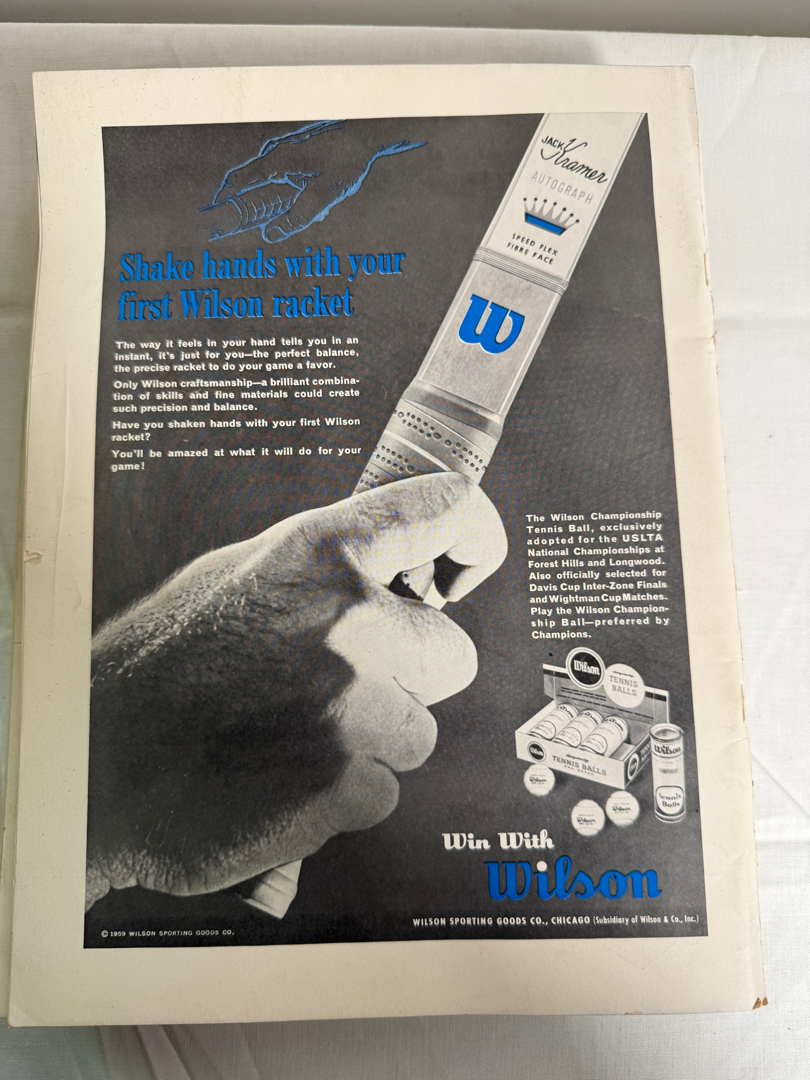 JACK
Kramer
AUTOGRAPH
SPEED FLEX
FIBRE FACE
W
Shake hands with your
first Wilson racket
The way it feels in your hand tells you in an
instant, it's just for you—the perfect balance,
the precise racket to do your game a favor.
Only Wilson craftsmanship—a brilliant combina-
tion of skills and fine materials could create
such precision and balance.
Have you shaken hands with your first Wilson
racket?
You'll be amazed at what it will do for your
game!
The Wilson Championship
Tennis Ball, exclusively
adopted for the USLTA
National Championships at
Forest Hills and Longwood.
Also officially selected for
Davis Cup Inter-Zone Finals
and Wightman Cup Matches.
Play the Wilson Champion-
ship Ball—preferred by
Champions.
Wilson
TENNIS
BALLS
Wilson
TENNIS BALLS
Wilson
Tennis
Balls
Wilson
Wilson
Wilson
Win With
Wilson
WILSON SPORTING GOODS CO., CHICAGO (Subsidiary of Wilson & Co., Inc.)
© 1959 WILSON SPORTING GOODS CO.